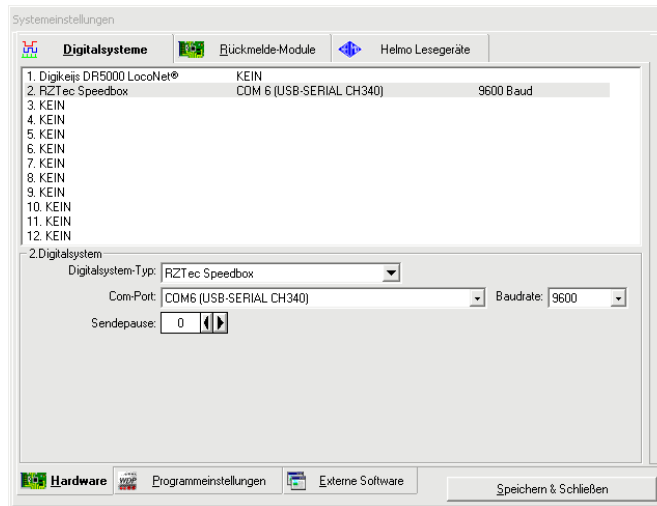 Systemeinstellungen
Digitalsysteme Rückmelde-Module Helmo Lesegeräte
1. Digikeijs DR5000 LocoNet® KEIN
2. RZTec Speedbox COM 6 (USB-SERIAL CH340) 9600 Baud
3. KEIN
4. KEIN
5. KEIN
6. KEIN
7. KEIN
8. KEIN
9. KEIN
10. KEIN
11. KEIN
12. KEIN
2.Digitalsystem
Digitalsystem-Typ: RZTec Speedbox
Com-Port: COM6 (USB-SERIAL CH340) Baudrate: 9600
Sendepause: 0
Hardware WDP Programmeinstellungen Externe Software
Speichern & Schließen